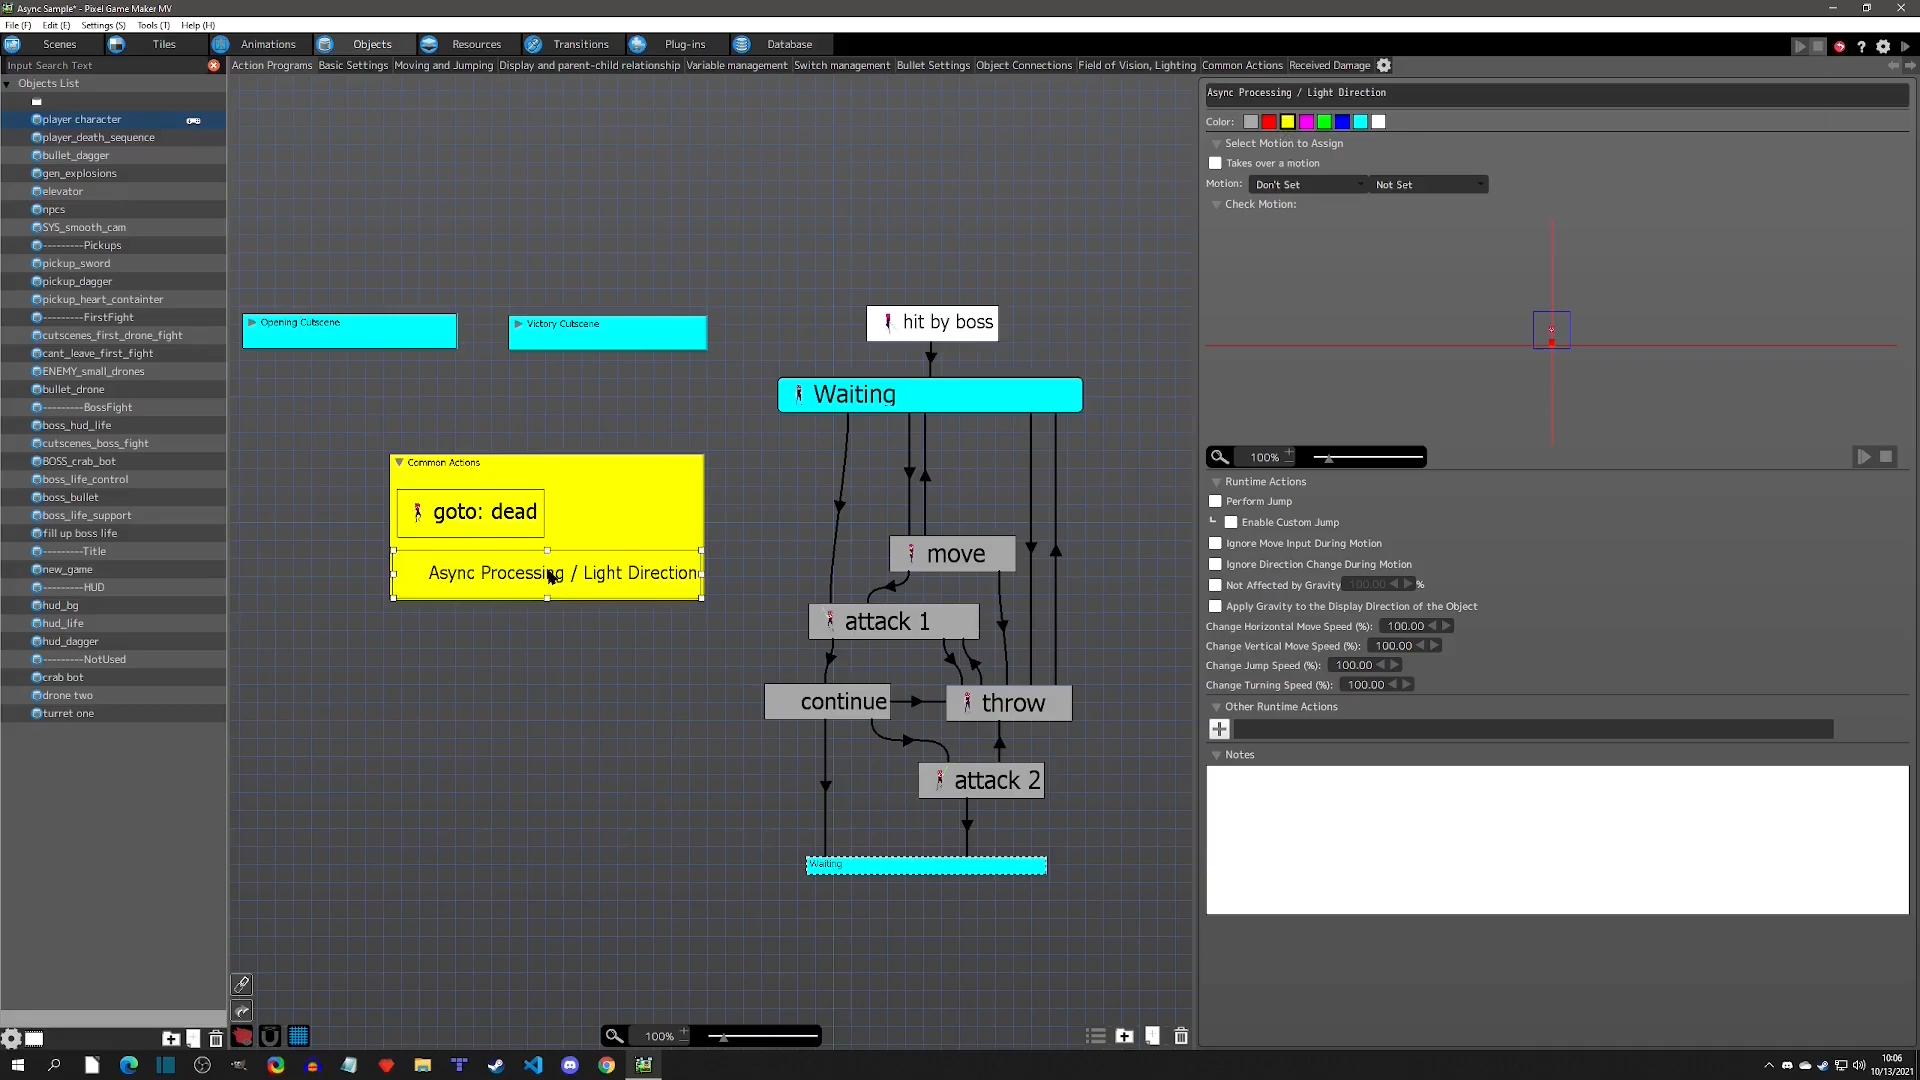 Async Sample* - Pixel Game Maker MV
File (F) Edit (E) Settings (S) Tools (T) Help (H)
Scenes Tiles Animations Objects Resources Transitions Plug-ins Database
Input Search Text
Action Programs Basic Settings Moving and Jumping Display and parent-child relationship Variable management Switch management Bullet Settings Object Connections Field of Vision, Lighting Common Actions Received Damage
Objects List
player character
player_death_sequence
bullet_dagger
gen_explosions
elevator
npcs
SYS_smooth_cam
---------Pickups
pickup_sword
pickup_dagger
pickup_heart_containter
---------FirstFight
cutscenes_first_drone_fight
cant_leave_first_fight
ENEMY_small_drones
bullet_drone
---------BossFight
boss_hud_life
cutscenes_boss_fight
BOSS_crab_bot
boss_life_control
boss_bullet
boss_life_support
fill up boss life
---------Title
new_game
---------HUD
hud_bg
hud_life
hud_dagger
---------NotUsed
crab bot
drone two
turret one
Opening Cutscene
Victory Cutscene
hit by boss
Waiting
Common Actions
goto: dead
Async Processing / Light Direction
move
attack 1
continue
throw
attack 2
Waiting
100%
Async Processing / Light Direction
Color:
Select Motion to Assign
Takes over a motion
Motion: Don't Set Not Set
Check Motion:
100%
Runtime Actions
Perform Jump
Enable Custom Jump
Ignore Move Input During Motion
Ignore Direction Change During Motion
Not Affected by Gravity 100.00 %
Apply Gravity to the Display Direction of the Object
Change Horizontal Move Speed (%): 100.00
Change Vertical Move Speed (%): 100.00
Change Jump Speed (%): 100.00
Change Turning Speed (%): 100.00
Other Runtime Actions
Notes
10:06
10/13/2021